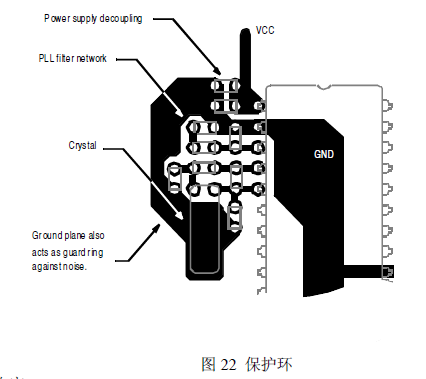 Power supply decoupling
VCC
PLL filter network
Crystal
GND
Ground plane also
acts as guard ring
against noise.
图 22 保护环